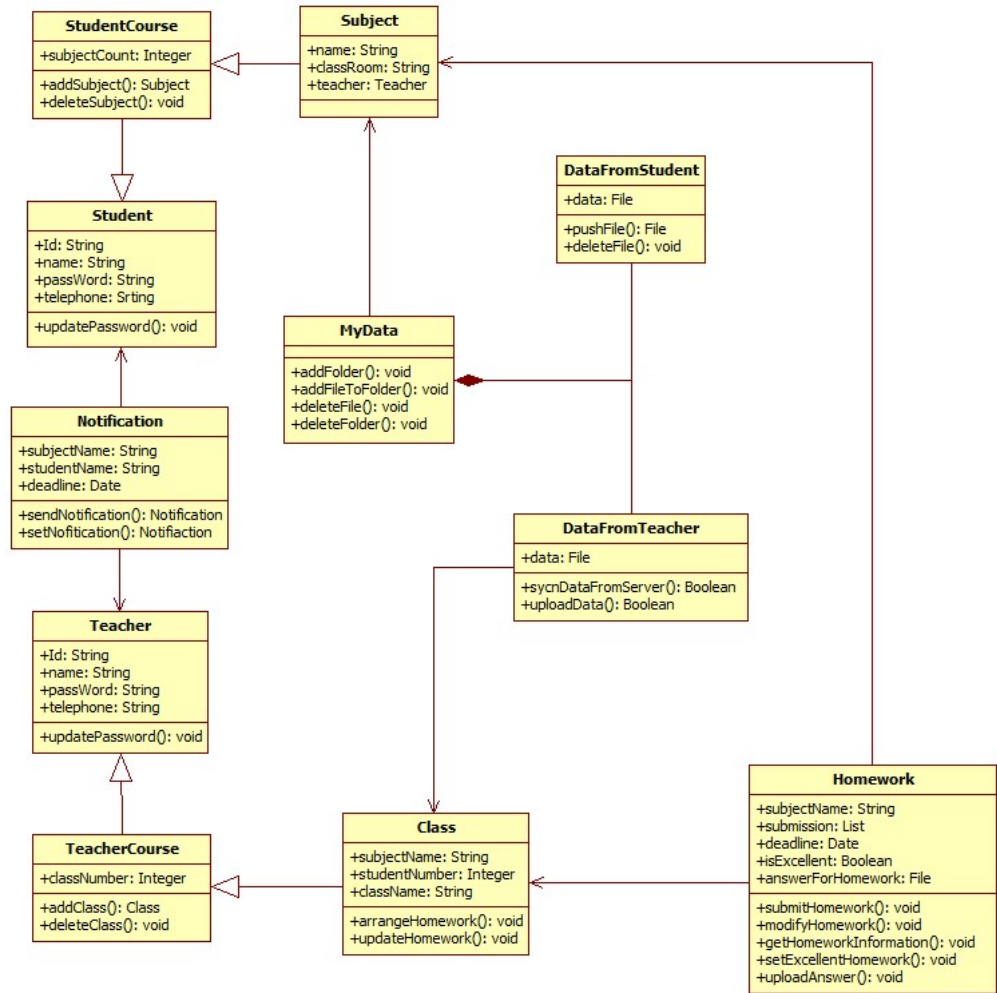 StudentCourse
+subjectCount: Integer
+addSubject(): Subject
+deleteSubject(): void
Subject
+name: String
+classRoom: String
+teacher: Teacher
DataFromStudent
+data: File
+pushFile(): File
+deleteFile(): void
Student
+Id: String
+name: String
+passWord: String
+telephone: Srting
+updatePassword(): void
MyData
+addFolder(): void
+addFileToFolder(): void
+deleteFile(): void
+deleteFolder(): void
Notification
+subjectName: String
+studentName: String
+deadline: Date
+sendNotification(): Notification
+setNofitication(): Notifiaction
DataFromTeacher
+data: File
+sycnDataFromServer(): Boolean
+uploadData(): Boolean
Teacher
+Id: String
+name: String
+passWord: String
+telephone: String
+updatePassword(): void
TeacherCourse
+classNumber: Integer
+addClass(): Class
+deleteClass(): void
Class
+subjectName: String
+studentNumber: Integer
+className: String
+arrangeHomework(): void
+updateHomework(): void
Homework
+subjectName: String
+submission: List
+deadline: Date
+isExcellent: Boolean
+answerForHomework: File
+submitHomework(): void
+modifyHomework(): void
+getHomeworkInformation(): void
+setExcellentHomework(): void
+uploadAnswer(): void